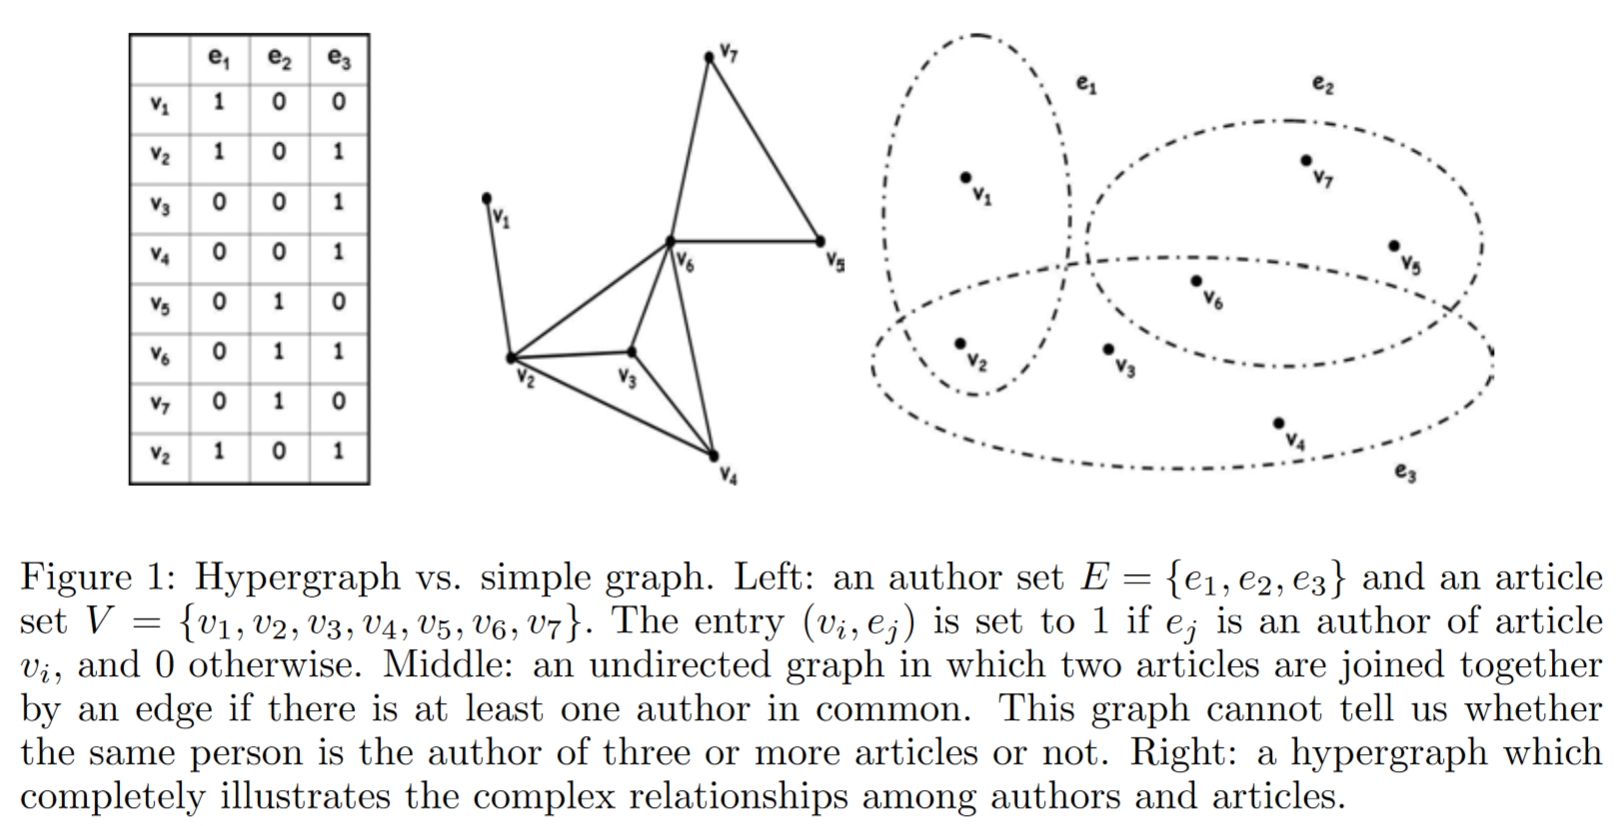 e₁ e₂ e₃
v₁ 1 0 0
v₂ 1 0 1
v₃ 0 0 1
v₄ 0 0 1
v₅ 0 1 0
v₆ 0 1 1
v₇ 0 1 0
v₂ 1 0 1
v₇
v₁
v₆
v₅
v₂
v₃
v₄
e₁
e₂
v₁
v₇
v₅
v₆
v₂
v₃
v₄
e₃
Figure 1: Hypergraph vs. simple graph. Left: an author set E = {e₁, e₂, e₃} and an article
set V = {v₁, v₂, v₃, v₄, v₅, v₆, v₇}. The entry (vᵢ, eⱼ) is set to 1 if eⱼ is an author of article
vᵢ, and 0 otherwise. Middle: an undirected graph in which two articles are joined together
by an edge if there is at least one author in common. This graph cannot tell us whether
the same person is the author of three or more articles or not. Right: a hypergraph which
completely illustrates the complex relationships among authors and articles.